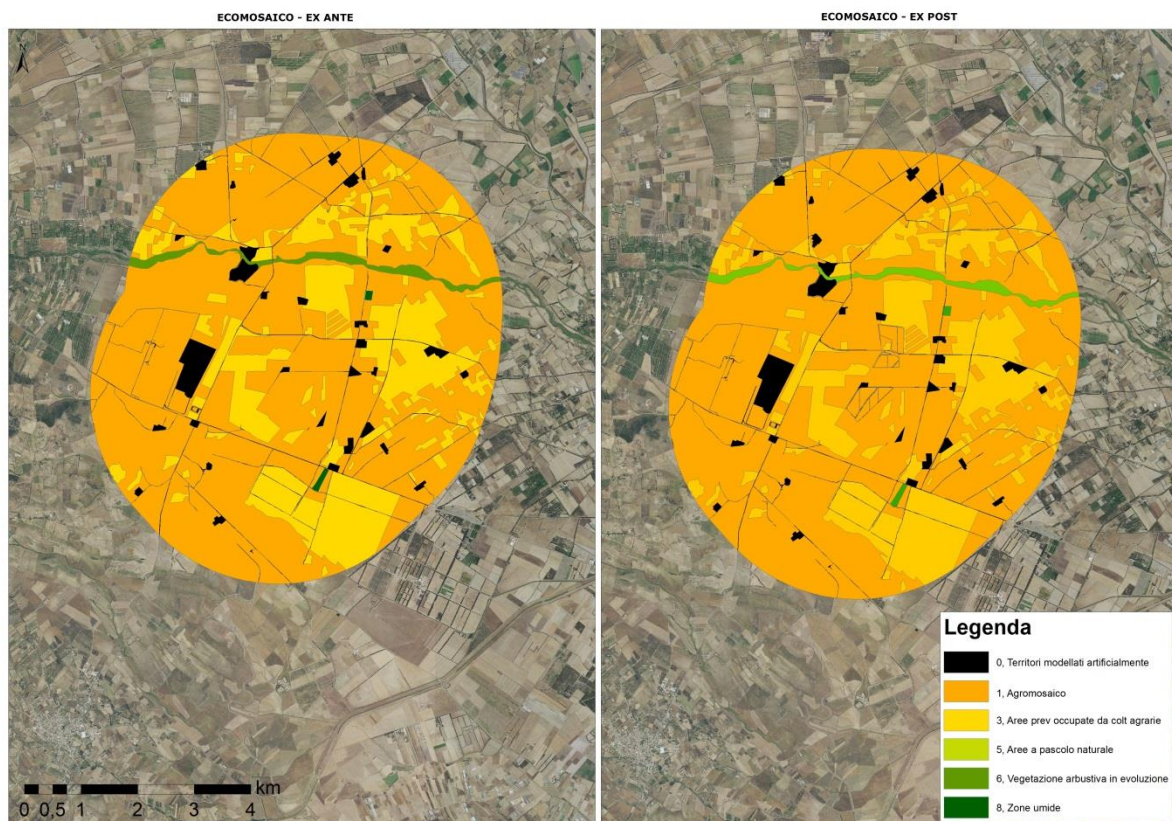 ECOMOSAICO - EX ANTE
ECOMOSAICO - EX POST
N
km
0 0,5 1 2 3 4
Legenda
0, Territori modellati artificialmente
1, Agromosaico
3, Aree prev occupate da colt agrarie
5, Aree a pascolo naturale
6, Vegetazione arbustiva in evoluzione
8, Zone umide